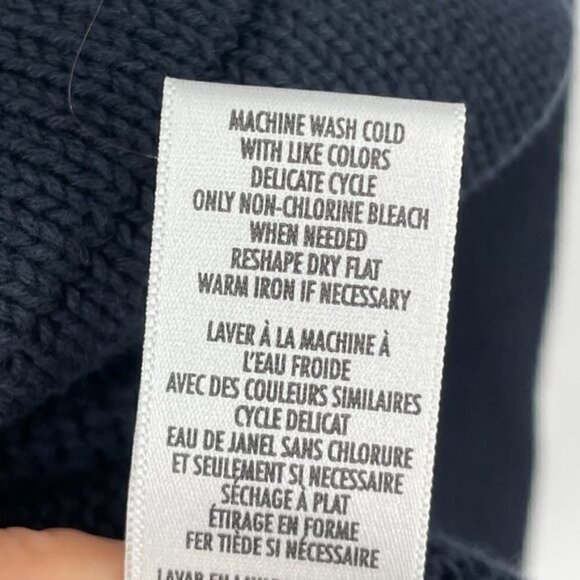 MACHINE WASH COLD
WITH LIKE COLORS
DELICATE CYCLE
ONLY NON-CHLORINE BLEACH
WHEN NEEDED
RESHAPE DRY FLAT
WARM IRON IF NECESSARY
LAVER À LA MACHINE À
L'EAU FROIDE
AVEC DES COULEURS SIMILAIRES
CYCLE DELICAT
EAU DE JANEL SANS CHLORURE
ET SEULEMENT SI NECESSAIRE
SÉCHAGE À PLAT
ÉTIRAGE EN FORME
FER TIÈDE SI NÉCESSAIRE
LAVAR EN